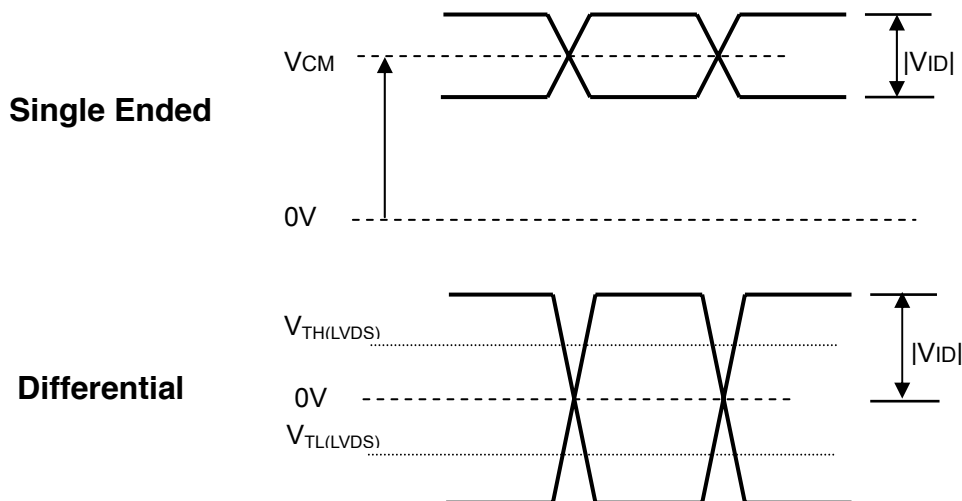 VCM
|VID|
Single Ended
0V
VTH(LVDS)
|VID|
Differential
0V
VTL(LVDS)